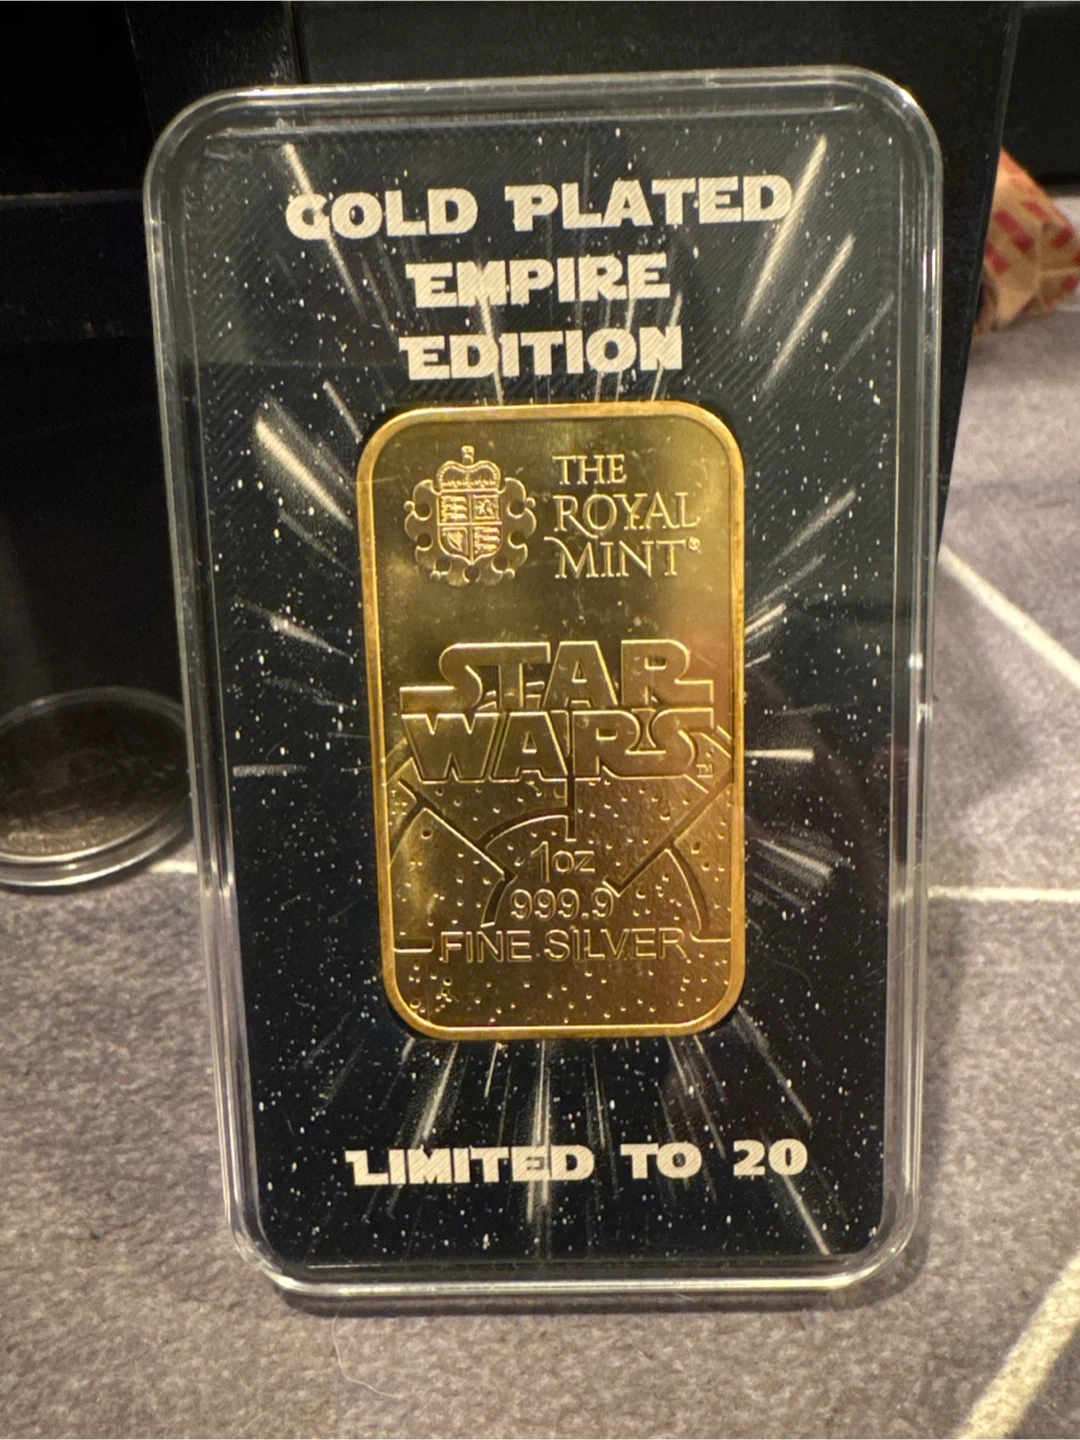 GOLD PLATED
EMPIRE
EDITION
THE
ROYAL
MINT®
STAR
WARS
1oz
999.9
FINE SILVER
LIMITED TO 20